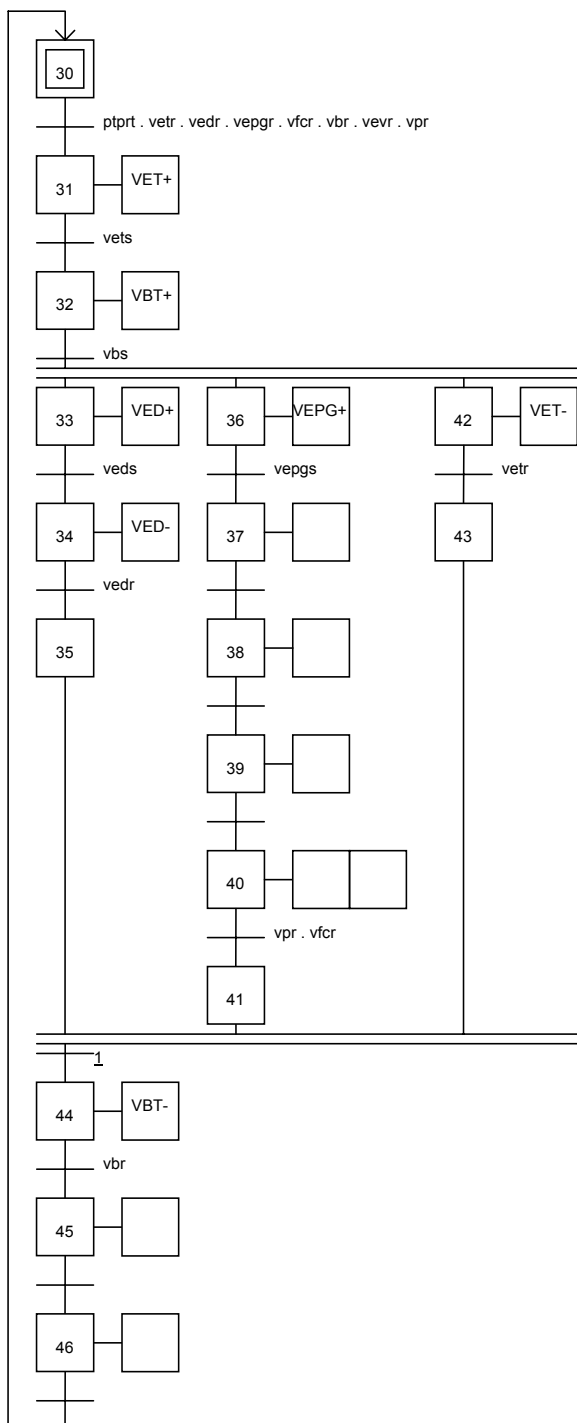 30
ptprt . vetr . vedr . vepgr . vfcr . vbr . vevr . vpr
31 VET+
vets
32 VBT+
vbs
33 VED+ 36 VEPG+ 42 VET-
veds vepgs vetr
34 VED- 37 43
vedr
35 38
39
40
vpr . vfcr
41
1
44 VBT-
vbr
45
46